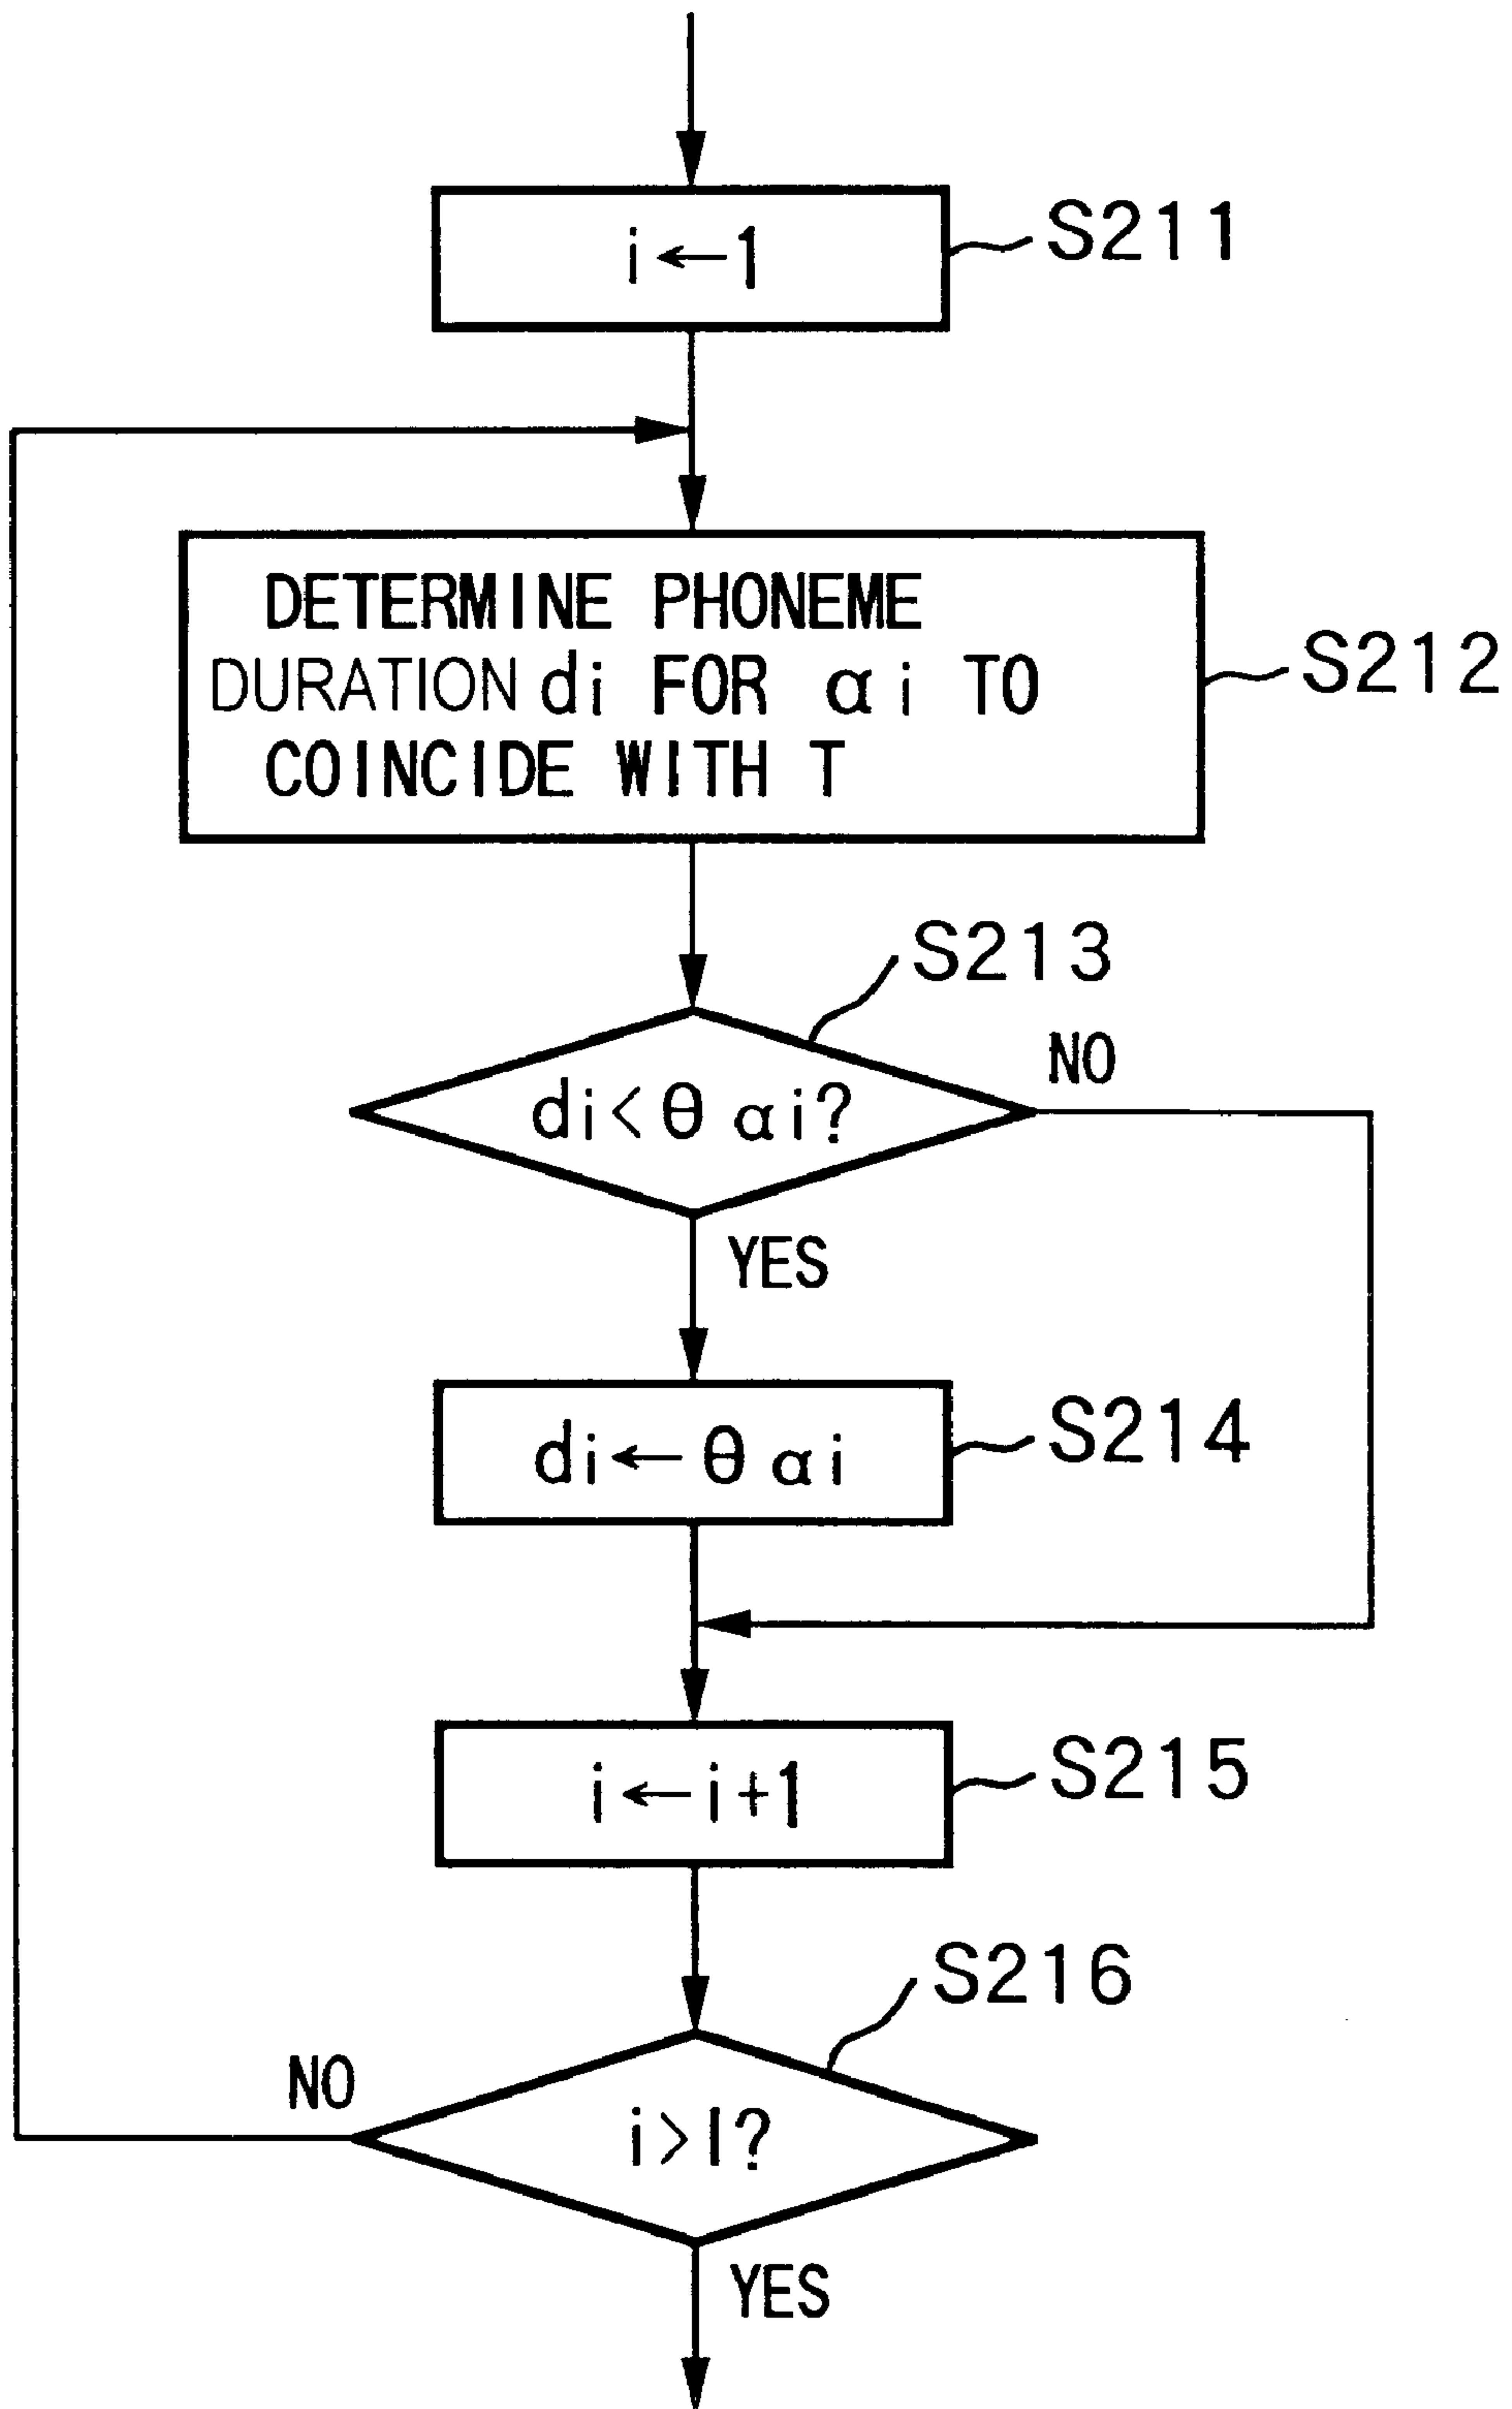 i←1
S211
DETERMINE PHONEME
DURATION di FOR αi TO
COINCIDE WITH T
S212
S213
di<θαi?
NO
YES
di←θαi
S214
i←i+1
S215
S216
NO
i>I?
YES